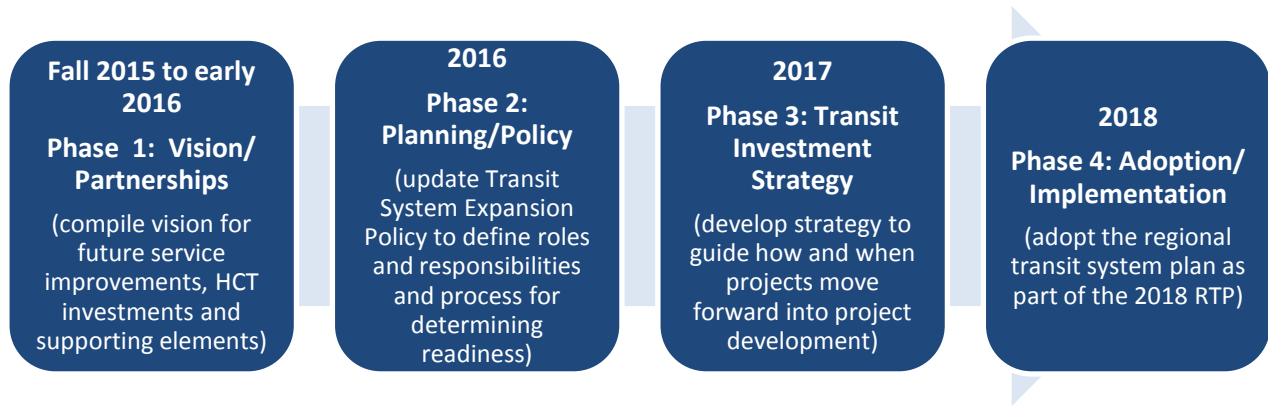 Fall 2015 to early
2016
Phase 1: Vision/
Partnerships
(compile vision for
future service
improvements, HCT
investments and
supporting elements)
2016
Phase 2:
Planning/Policy
(update Transit
System Expansion
Policy to define roles
and responsibilities
and process for
determining
readiness)
2017
Phase 3: Transit
Investment
Strategy
(develop strategy to
guide how and when
projects move
forward into project
development)
2018
Phase 4: Adoption/
Implementation
(adopt the regional
transit system plan as
part of the 2018 RTP)